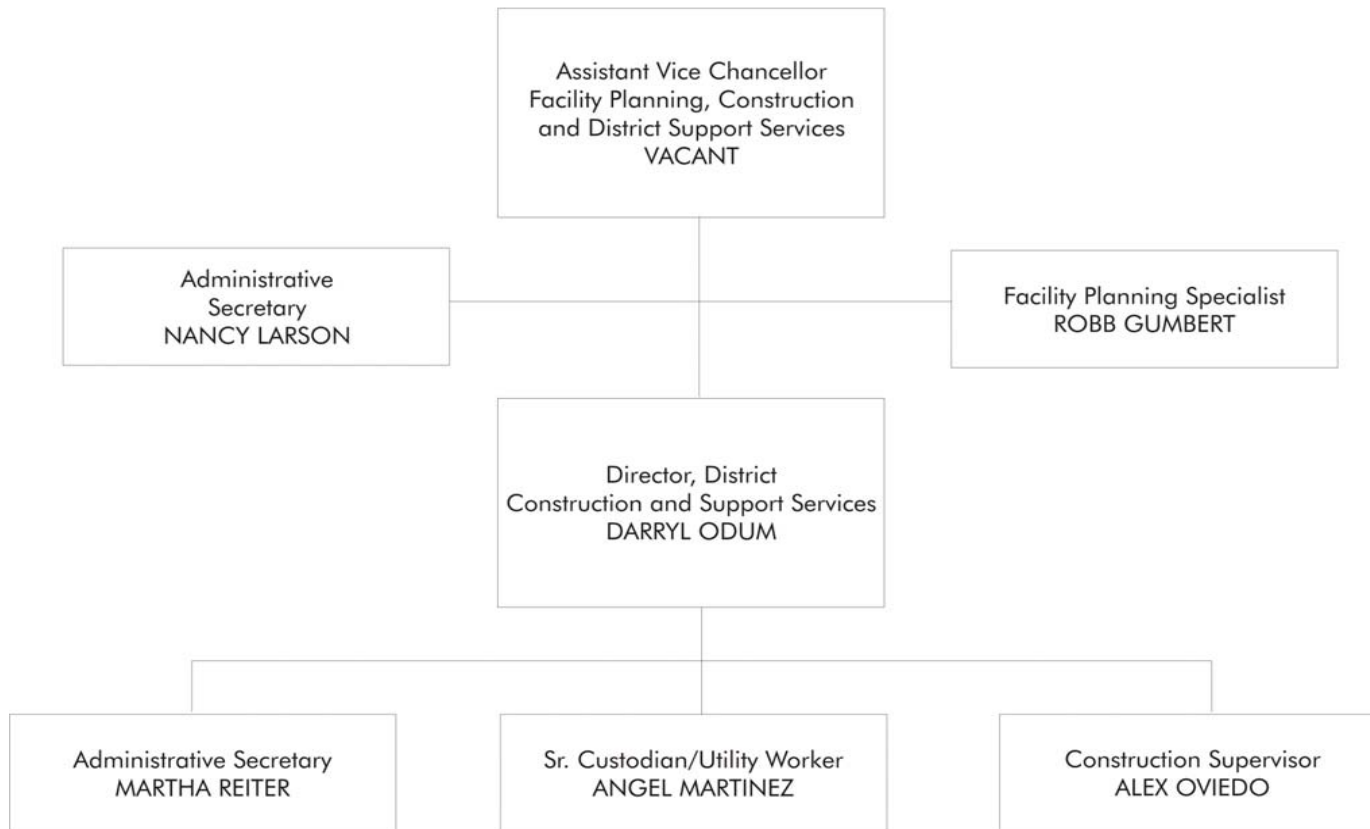 Assistant Vice Chancellor
Facility Planning, Construction
and District Support Services
VACANT
Administrative
Secretary
NANCY LARSON
Facility Planning Specialist
ROBB GUMBERT
Director, District
Construction and Support Services
DARRYL ODUM
Administrative Secretary
MARTHA REITER
Sr. Custodian/Utility Worker
ANGEL MARTINEZ
Construction Supervisor
ALEX OVIEDO